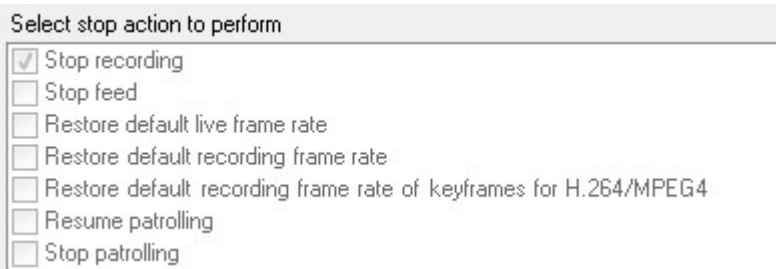 Select stop action to perform
Stop recording
Stop feed
Restore default live frame rate
Restore default recording frame rate
Restore default recording frame rate of keyframes for H.264/MPEG4
Resume patrolling
Stop patrolling